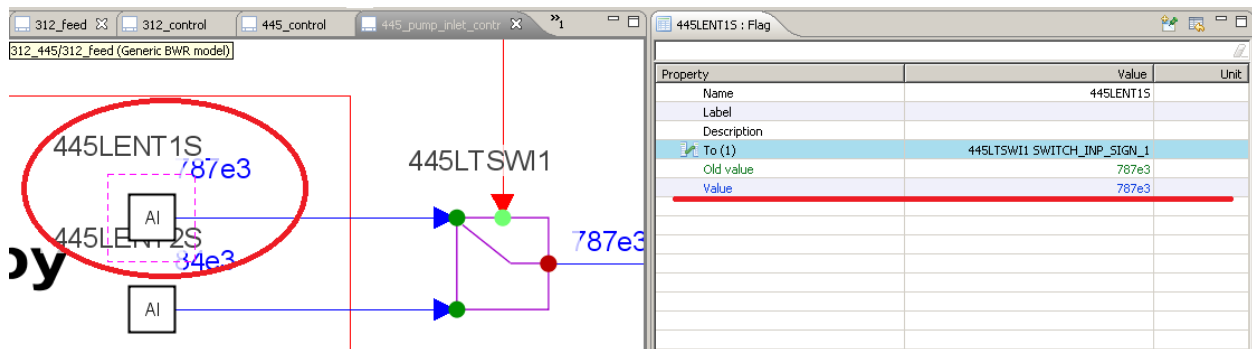 312_feed
312_control
445_control
445_pump_inlet_contr
»1
445LENT1S : Flag
312_445/312_feed (Generic BWR model)
Property Value Unit
Name 445LENT1S
Label
Description
To (1) 445LTSWI1 SWITCH_INP_SIGN_1
Old value 787e3
Value 787e3
445LENT1S
787e3
445LTSWI1
AI
445LENT2S
84e3
787e3
by
AI